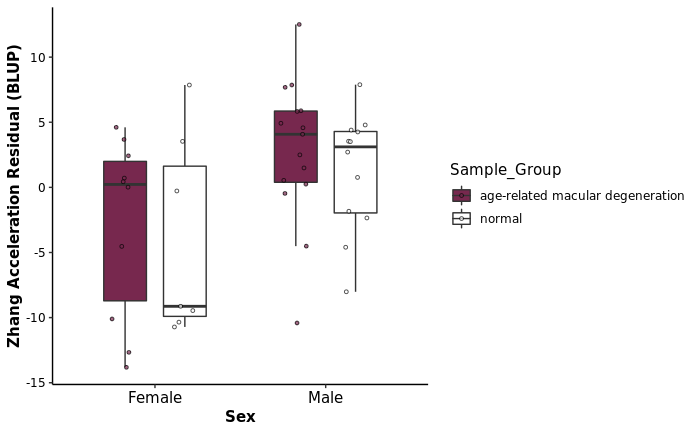 Zhang Acceleration Residual (BLUP)
10
5
0
-5
-10
-15
Female
Male
Sex
Sample_Group
age-related macular degeneration
normal